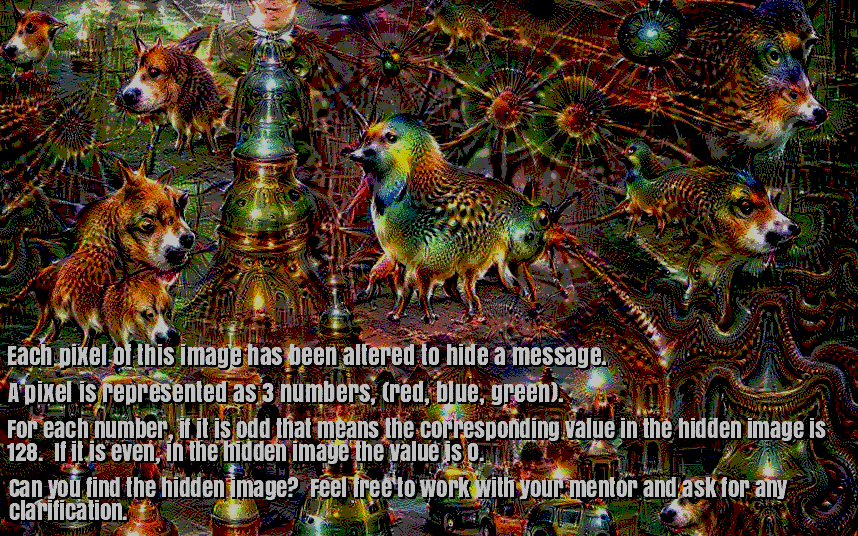 Each pixel of this image has been altered to hide a message.
A pixel is represented as 3 numbers, (red, blue, green).
For each number, if it is odd that means the corresponding value in the hidden image is
128.  If it is even, in the hidden image the value is 0.
Can you find the hidden image?  Feel free to work with your mentor and ask for any
clarification.